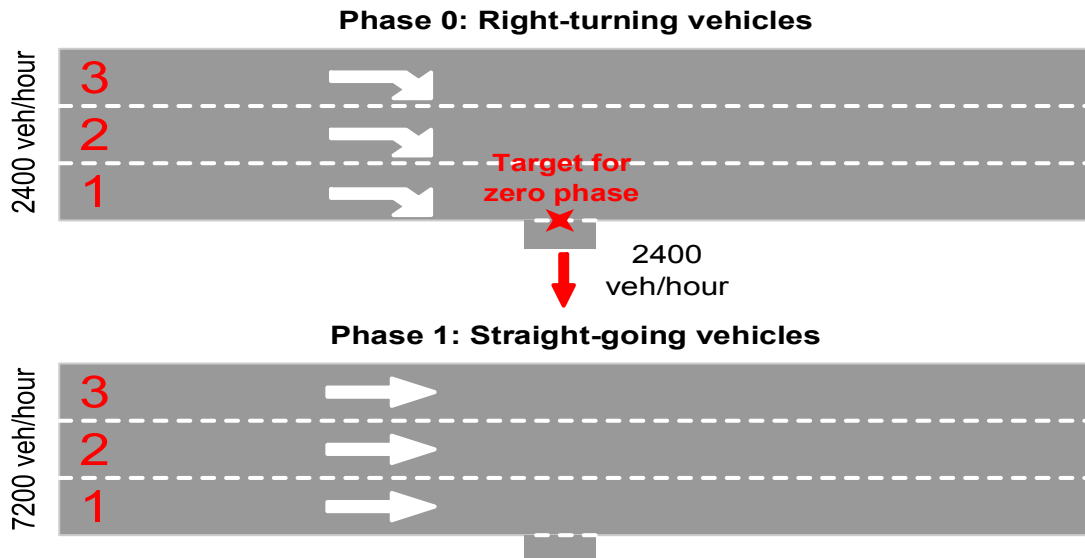 Phase 0: Right-turning vehicles
2400 veh/hour
3
2
1
Target for
zero phase
2400
veh/hour
Phase 1: Straight-going vehicles
7200 veh/hour
3
2
1